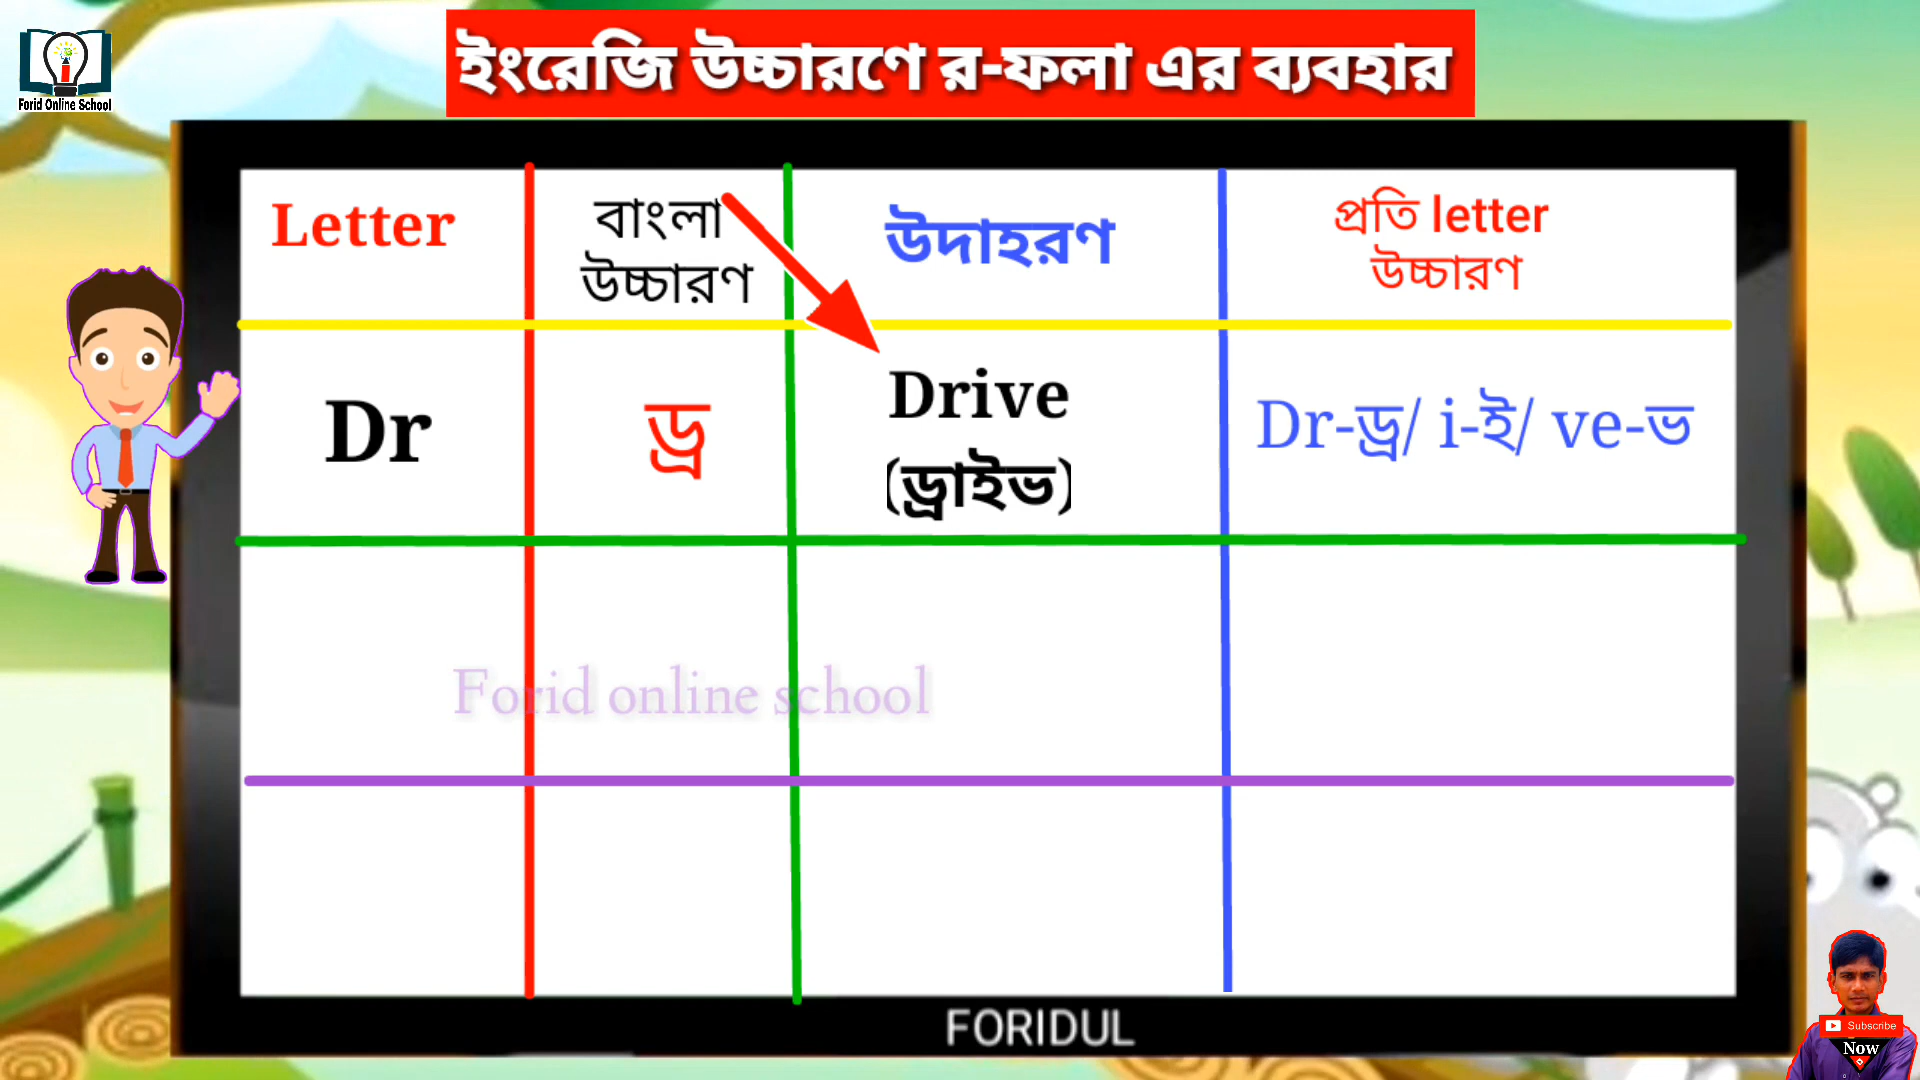 Forid Online School
ইংরেজি উচ্চারণে র-ফলা এর ব্যবহার
Letter
বাংলা
উচ্চারণ
উদাহরণ
প্রতি letter
উচ্চারণ
Dr
ড্র
Drive
(ড্রাইভ)
Dr-ড্র/ i-ই/ ve-ভ
Forid online school
FORIDUL
Subscribe
Now